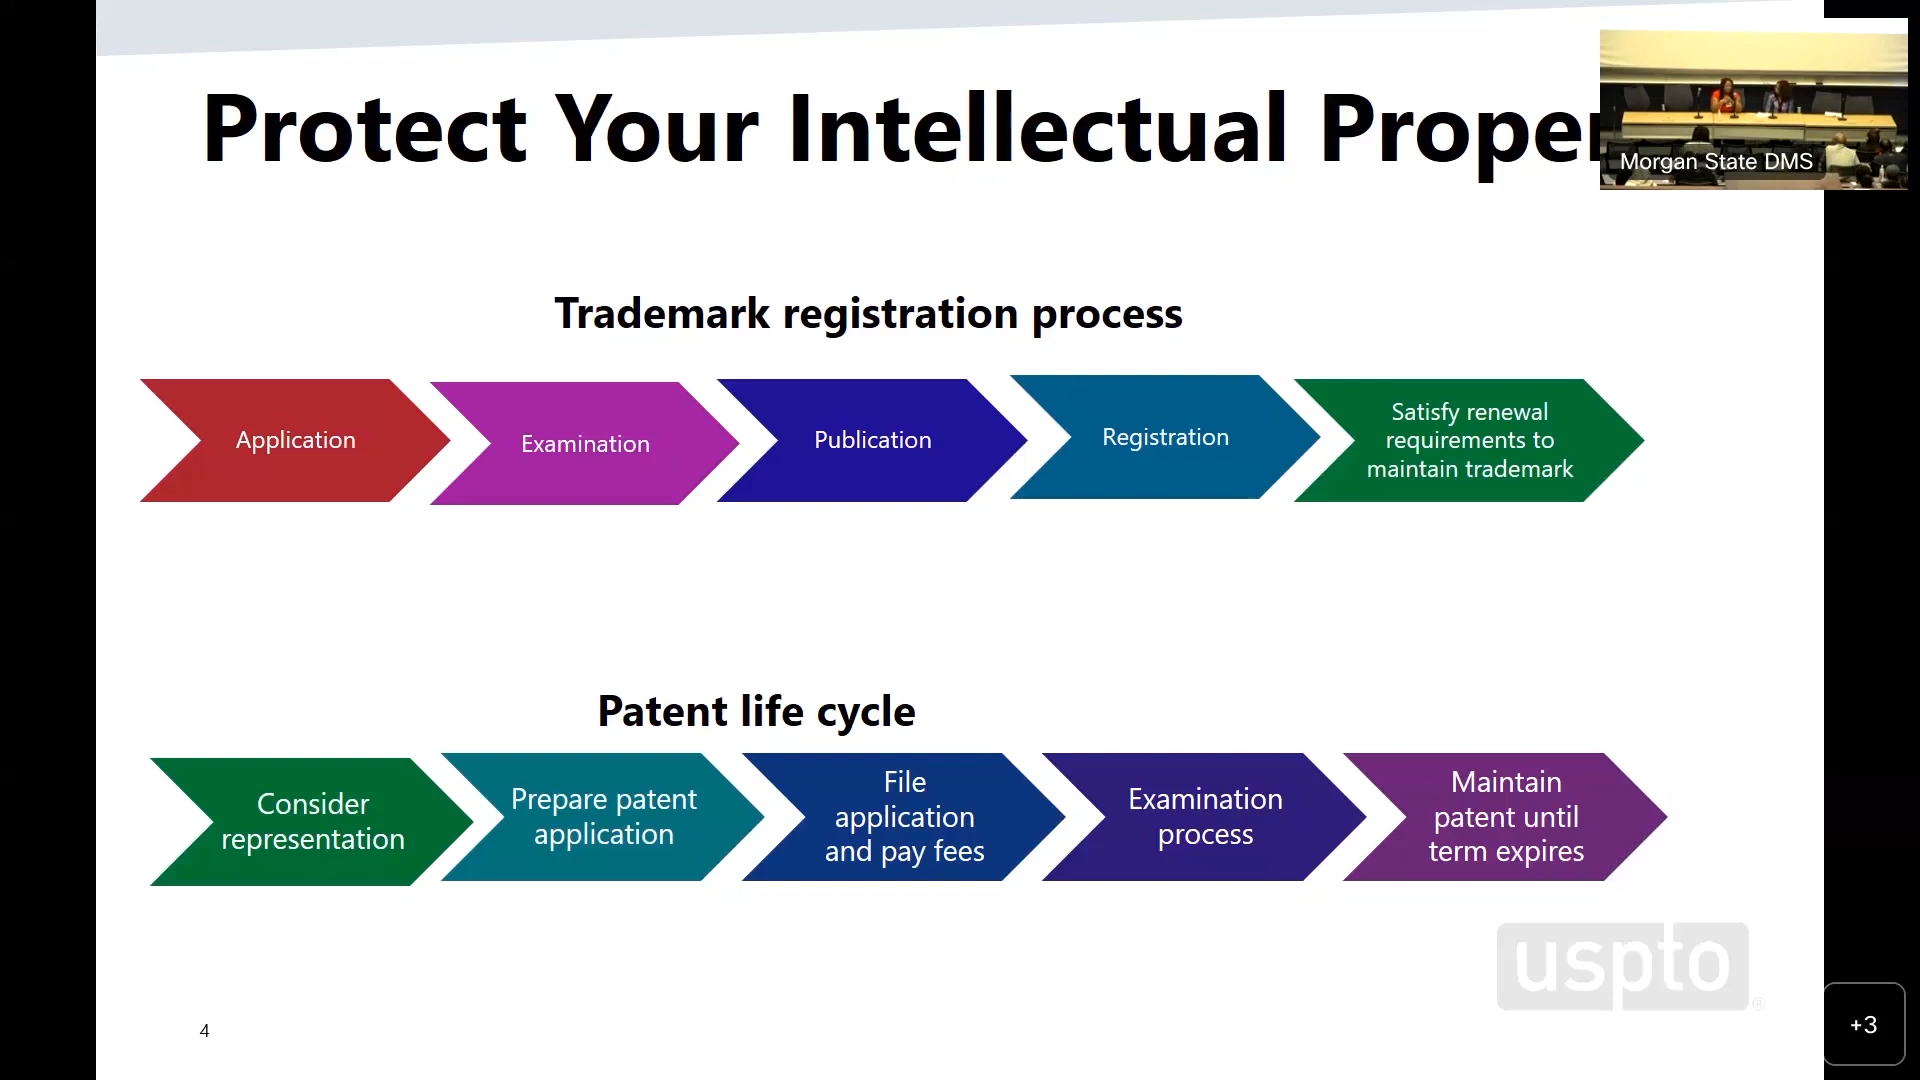 Protect Your Intellectual Proper
Morgan State DMS
Trademark registration process
Application
Examination
Publication
Registration
Satisfy renewal
requirements to
maintain trademark
Patent life cycle
Consider
representation
Prepare patent
application
File
application
and pay fees
Examination
process
Maintain
patent until
term expires
uspto®
4
+3